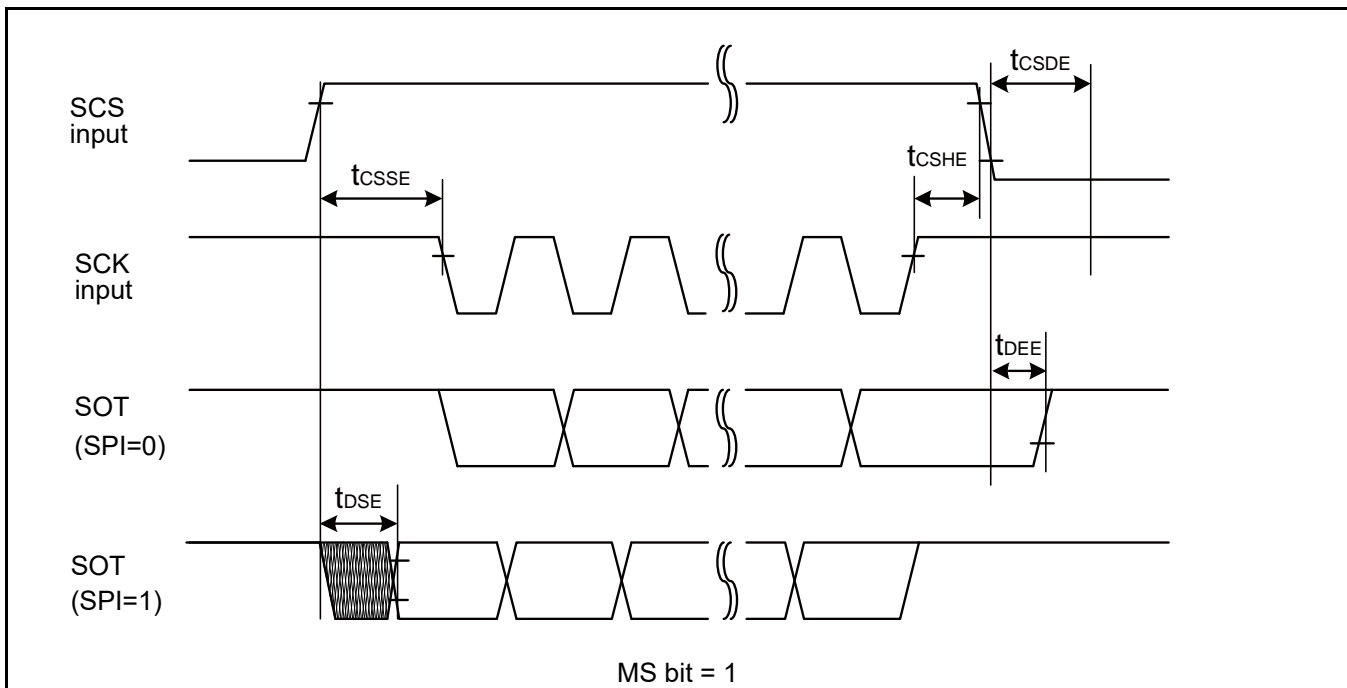 tCSDE
SCS
input
tCSHE
tCSSE
SCK
input
tDEE
SOT
(SPI=0)
tDSE
SOT
(SPI=1)
MS bit = 1